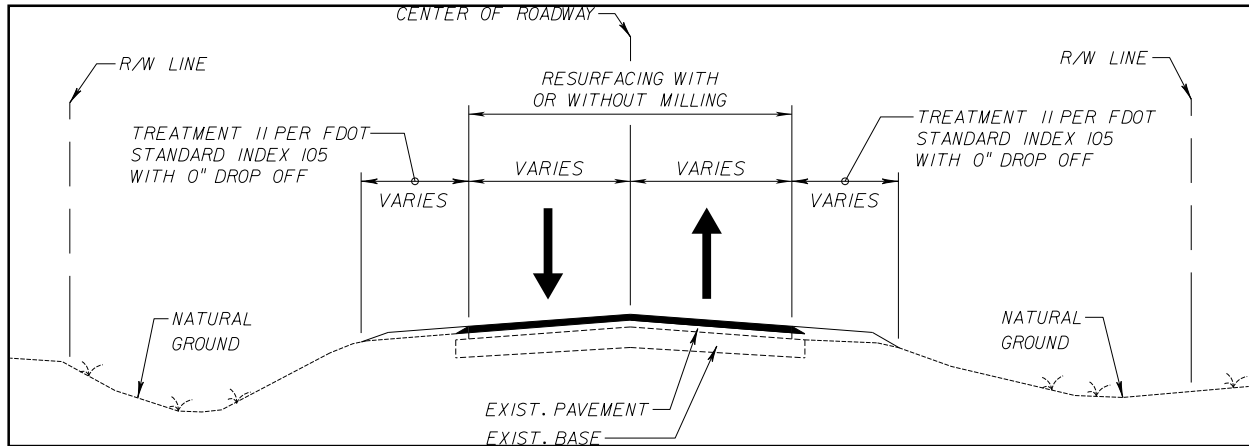 CENTER OF ROADWAY
R/W LINE
R/W LINE
RESURFACING WITH
OR WITHOUT MILLING
TREATMENT II PER FDOT
STANDARD INDEX 105
WITH 0" DROP OFF
TREATMENT II PER FDOT
STANDARD INDEX 105
WITH 0" DROP OFF
VARIES
VARIES
VARIES
VARIES
NATURAL
GROUND
NATURAL
GROUND
EXIST. PAVEMENT
EXIST. BASE